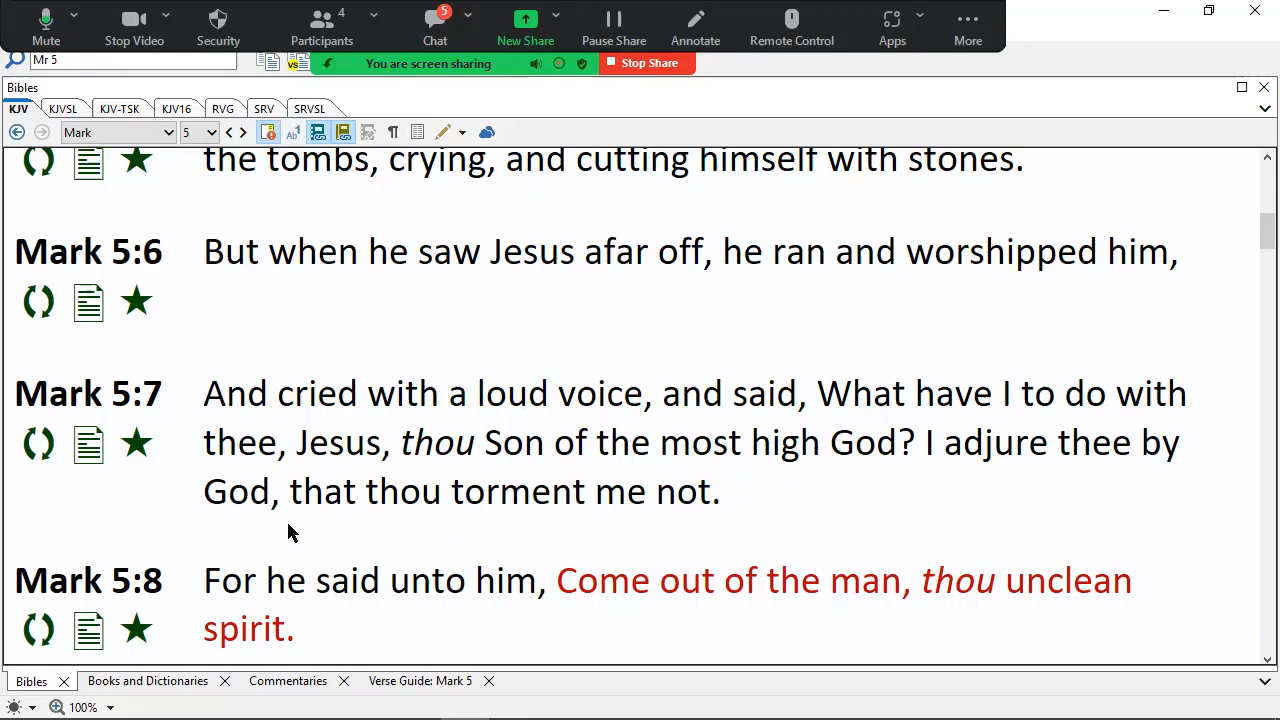 Mute
Stop Video
Security
4
Participants
5
Chat
New Share
Pause Share
Annotate
Remote Control
Apps
More
Mr 5
VS
You are screen sharing
Stop Share
Bibles
KJV KJVSL KJV-TSK KJV16 RVG SRV SRVSL
Mark 5
the tombs, crying, and cutting himself with stones.
Mark 5:6 But when he saw Jesus afar off, he ran and worshipped him,
Mark 5:7 And cried with a loud voice, and said, What have I to do with
thee, Jesus, thou Son of the most high God? I adjure thee by
God, that thou torment me not.
Mark 5:8 For he said unto him, Come out of the man, thou unclean
spirit.
Bibles Books and Dictionaries Commentaries Verse Guide: Mark 5
100%